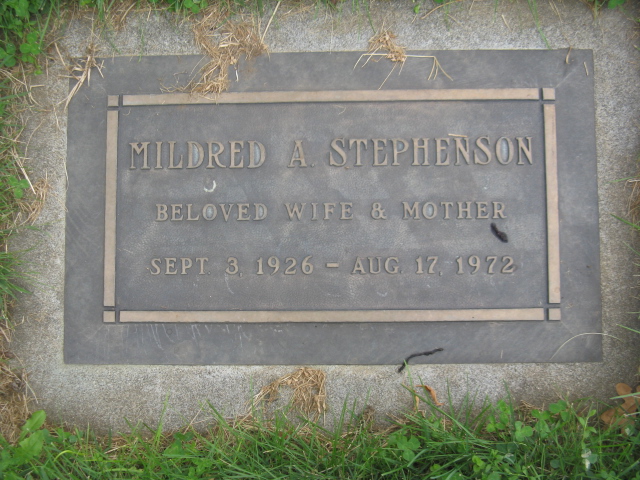 MILDRED A. STEPHENSON
BELOVED WIFE & MOTHER
SEPT. 3, 1926 - AUG. 17, 1972